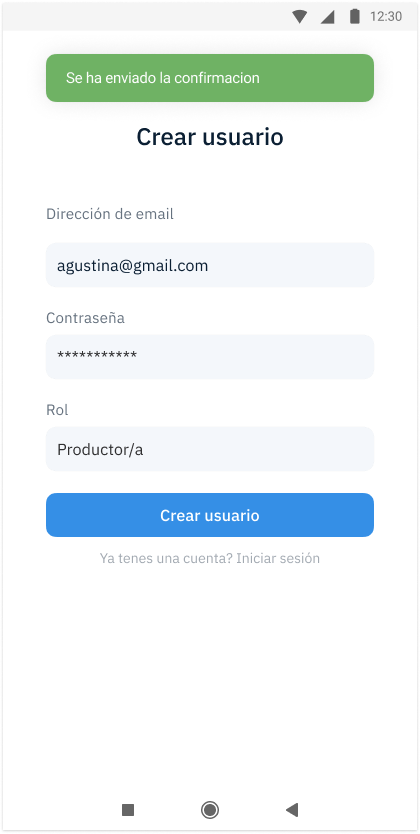 12:30
Se ha enviado la confirmacion
Crear usuario
Dirección de email
agustina@gmail.com
Contraseña
***********
Rol
Productor/a
Crear usuario
Ya tenes una cuenta? Iniciar sesión